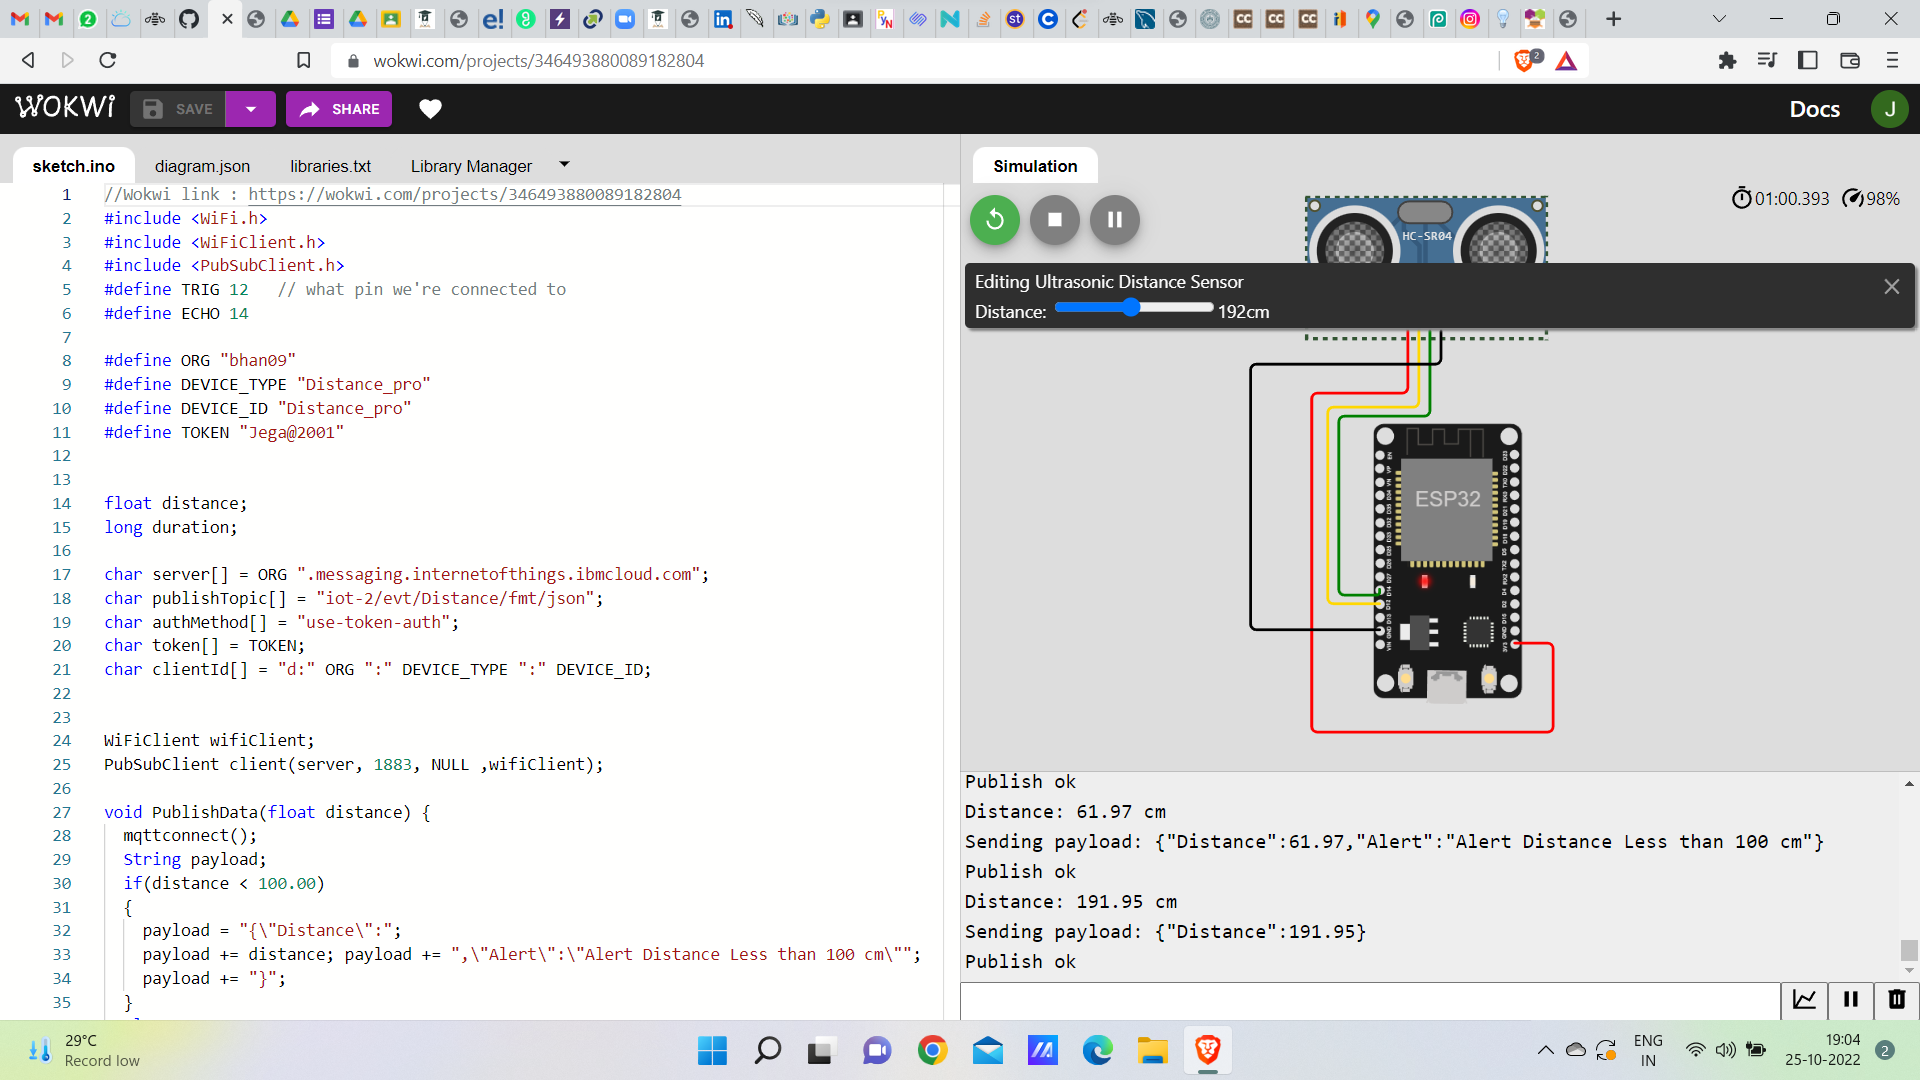 wokwi.com/projects/346493880089182804
2
WOKWi
SAVE
SHARE
Docs
J
sketch.ino
diagram.json
libraries.txt
Library Manager
1 //Wokwi link : https://wokwi.com/projects/346493880089182804
2 #include <WiFi.h>
3 #include <WiFiClient.h>
4 #include <PubSubClient.h>
5 #define TRIG 12   // what pin we're connected to
6 #define ECHO 14
7
8 #define ORG "bhan09"
9 #define DEVICE_TYPE "Distance_pro"
10 #define DEVICE_ID "Distance_pro"
11 #define TOKEN "Jega@2001"
12
13
14 float distance;
15 long duration;
16
17 char server[] = ORG ".messaging.internetofthings.ibmcloud.com";
18 char publishTopic[] = "iot-2/evt/Distance/fmt/json";
19 char authMethod[] = "use-token-auth";
20 char token[] = TOKEN;
21 char clientId[] = "d:" ORG ":" DEVICE_TYPE ":" DEVICE_ID;
22
23
24 WiFiClient wifiClient;
25 PubSubClient client(server, 1883, NULL ,wifiClient);
26
27 void PublishData(float distance) {
28   mqttconnect();
29   String payload;
30   if(distance < 100.00)
31   {
32     payload = "{\"Distance\":";
33     payload += distance; payload += ",\"Alert\":\"Alert Distance Less than 100 cm\"";
34     payload += "}";
35   }
Simulation
01:00.393
98%
HC-SR04
Editing Ultrasonic Distance Sensor
Distance: 192cm
ESP32
Publish ok
Distance: 61.97 cm
Sending payload: {"Distance":61.97,"Alert":"Alert Distance Less than 100 cm"}
Publish ok
Distance: 191.95 cm
Sending payload: {"Distance":191.95}
Publish ok
29°C
Record low
ENG
IN
19:04
25-10-2022
2